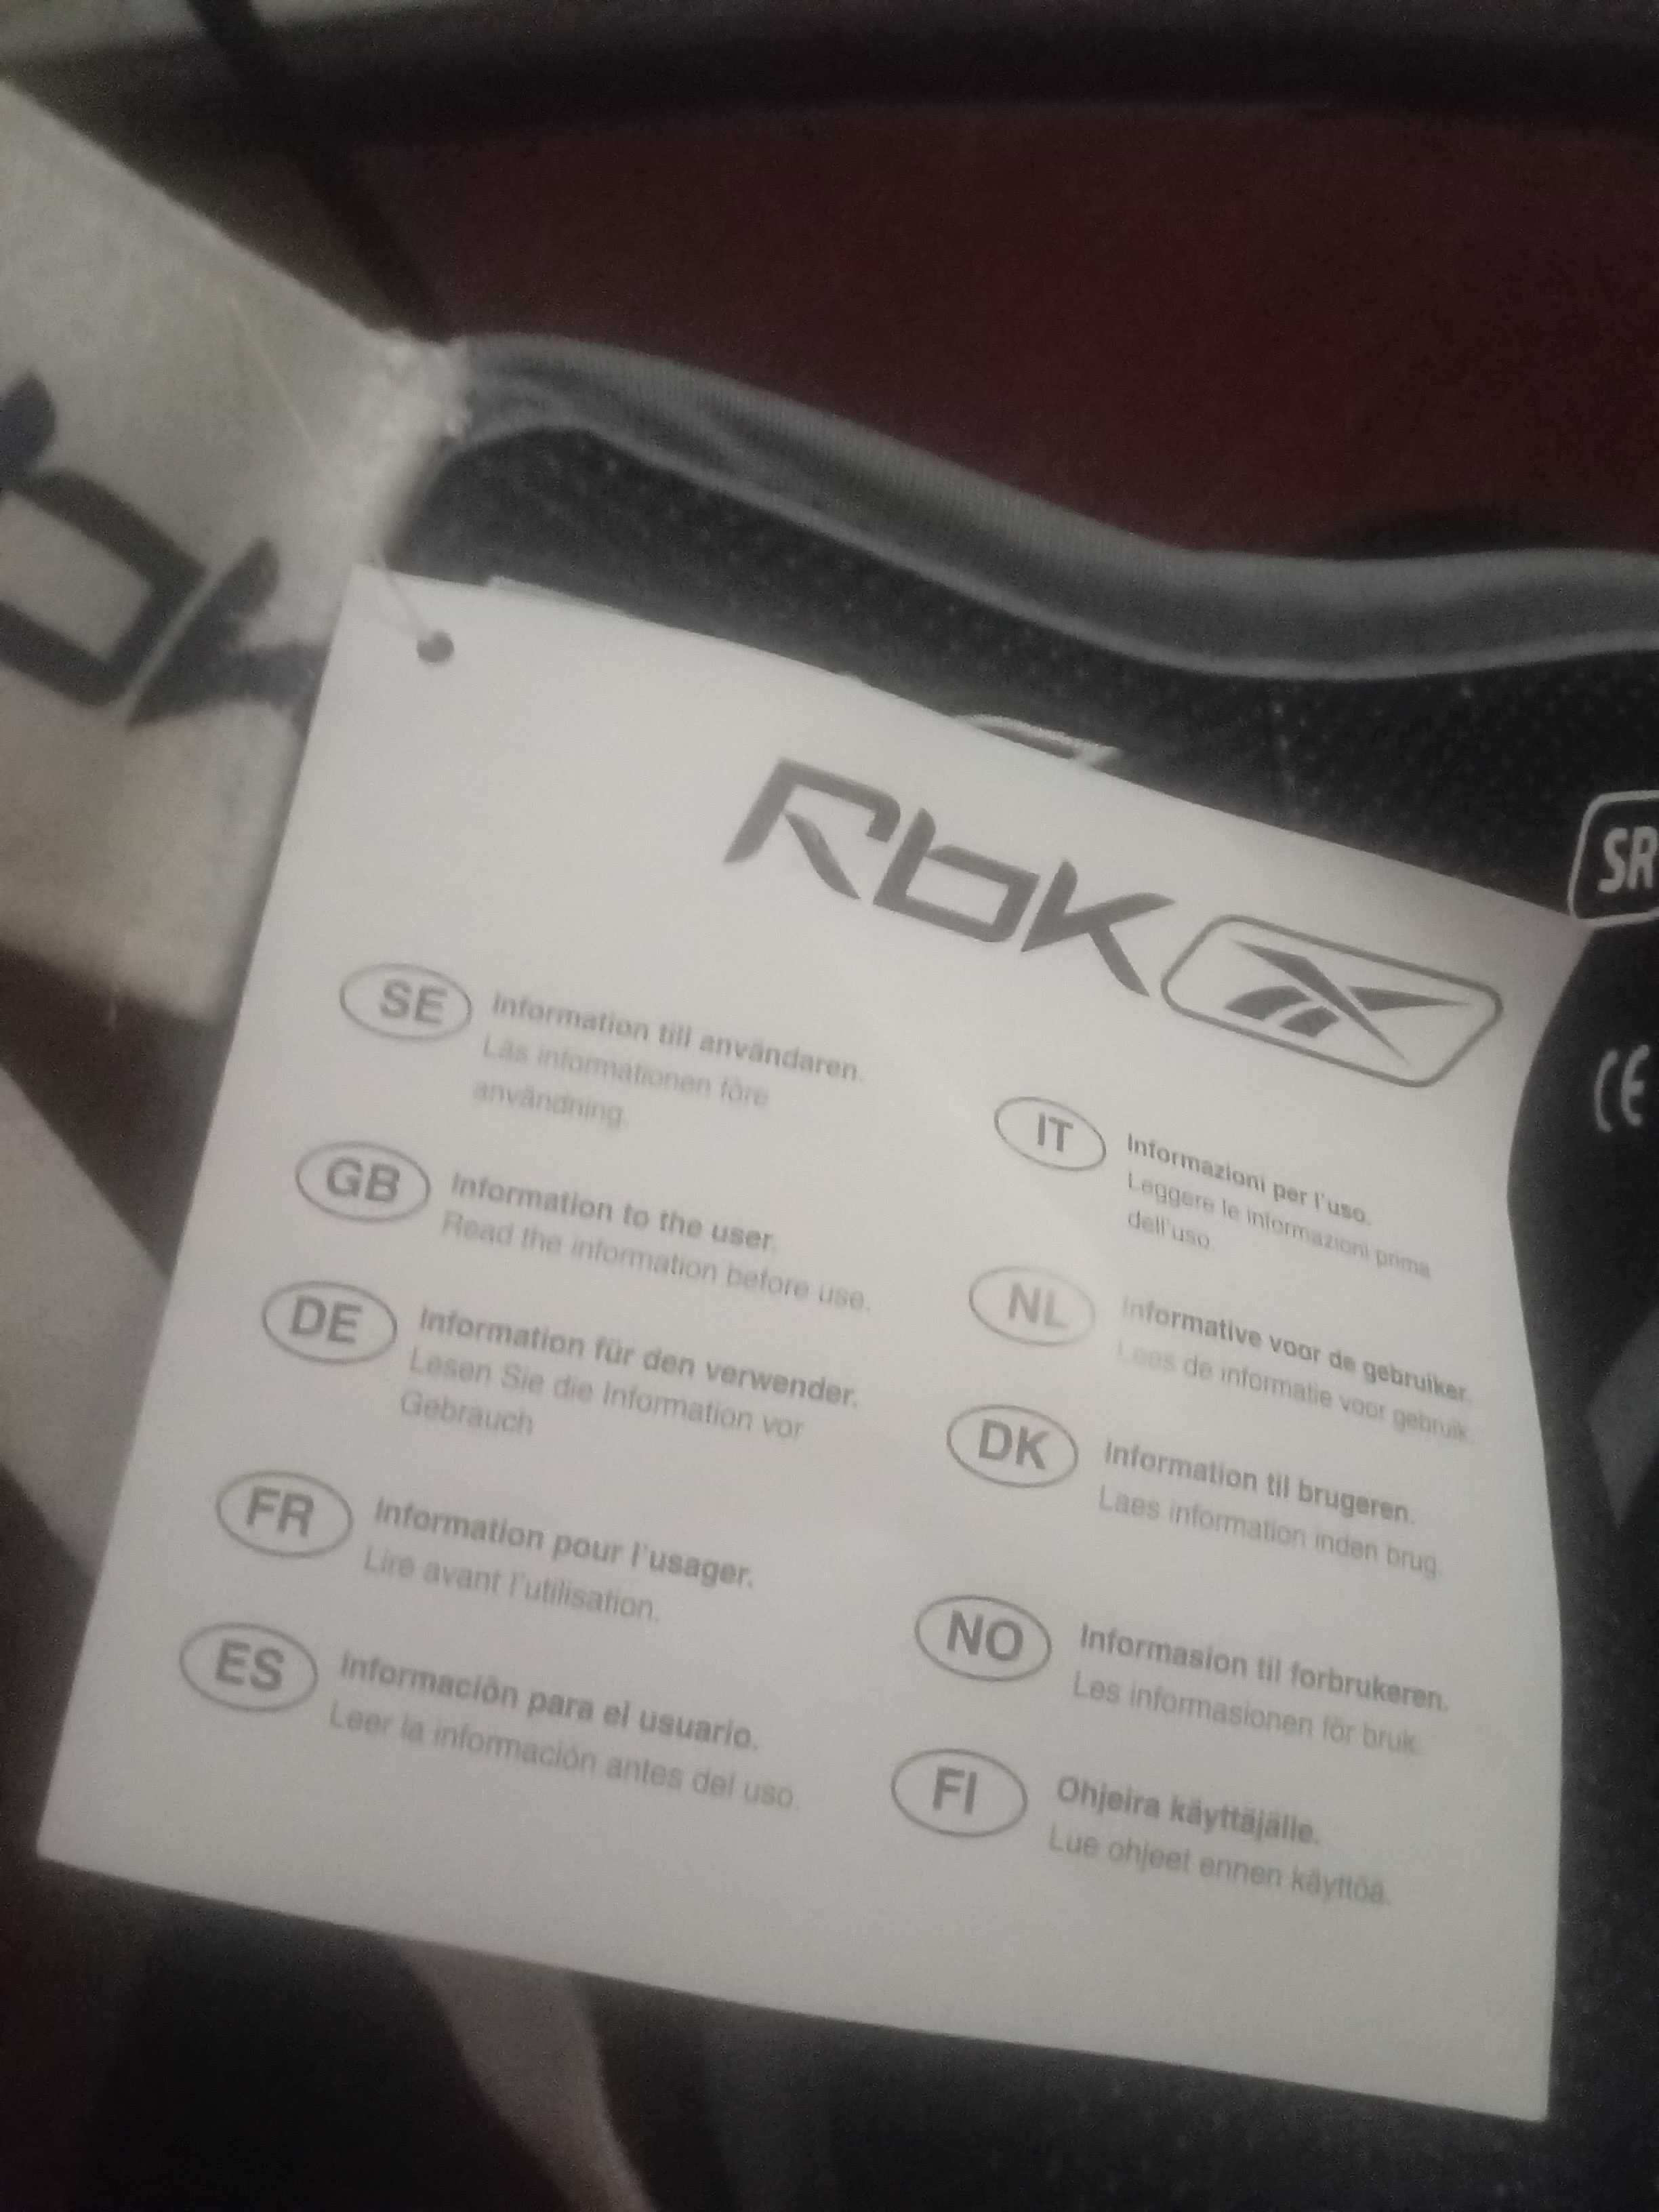 Rbk
SE
Information till användaren.
Läs informationen före
användning.
GB
Information to the user.
Read the information before use.
DE
Information für den verwender.
Lesen Sie die Information vor
Gebrauch
FR
Information pour l'usager.
Lire avant l'utilisation.
ES
Información para el usuario.
Leer la información antes del uso.
IT
Informazioni per l'uso.
Leggere le informazioni prima
dell'uso
NL
Informative voor de gebruiker.
Lees de informatie voor gebruik.
DK
Information til brugeren.
Laes information inden brug.
NO
Informasion til forbrukeren.
Les informasionen för bruk.
FI
Ohjeira käyttäjälle.
Lue ohjeet ennen käyttöä.
SR
CE